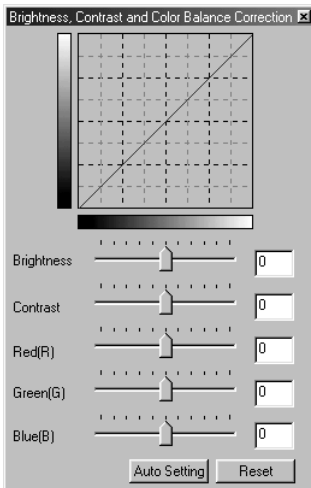 Brightness, Contrast and Color Balance Correction
Brightness 0
Contrast 0
Red(R) 0
Green(G) 0
Blue(B) 0
Auto Setting Reset